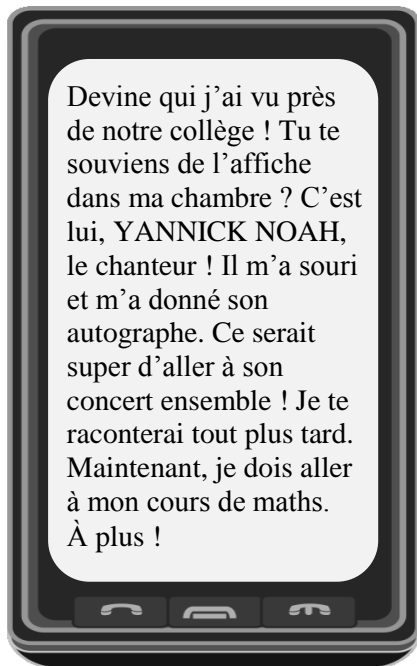 Devine qui j’ai vu près
de notre collège ! Tu te
souviens de l’affiche
dans ma chambre ? C’est
lui, YANNICK NOAH,
le chanteur ! Il m’a souri
et m’a donné son
autographe. Ce serait
super d’aller à son
concert ensemble ! Je te
raconterai tout plus tard.
Maintenant, je dois aller
à mon cours de maths.
À plus !